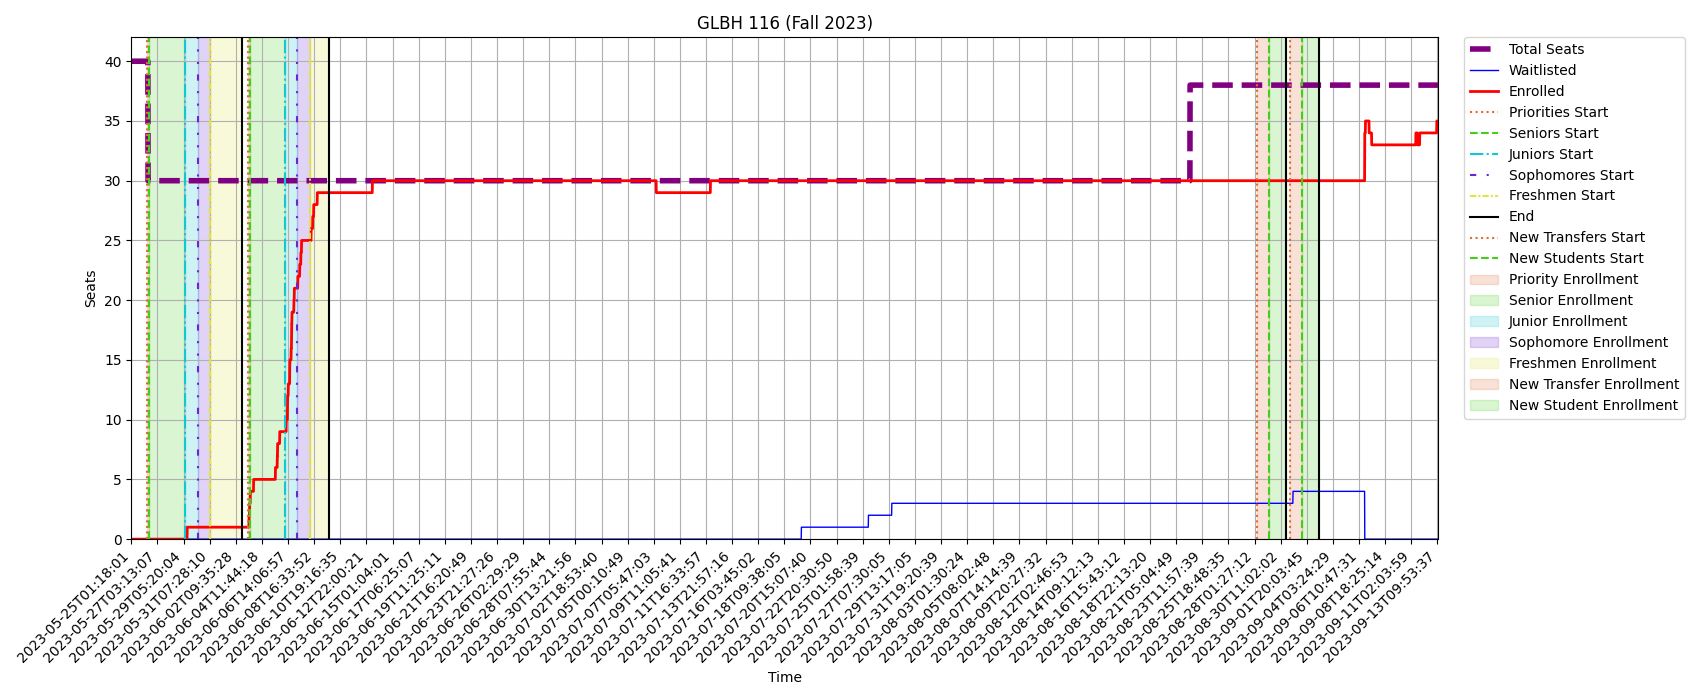 GLBH 116 (Fall 2023)
Seats
40
35
30
25
20
15
10
5
0
2023-05-25T01:18:01
2023-05-27T03:13:07
2023-05-29T05:20:04
2023-05-31T07:28:10
2023-06-02T09:35:28
2023-06-04T11:44:18
2023-06-06T14:06:57
2023-06-08T16:33:52
2023-06-10T19:16:35
2023-06-12T22:00:21
2023-06-15T01:04:01
2023-06-17T06:25:07
2023-06-19T11:25:11
2023-06-21T16:20:49
2023-06-23T21:27:26
2023-06-26T02:29:29
2023-06-28T07:55:44
2023-06-30T13:21:56
2023-07-02T18:53:40
2023-07-05T00:10:49
2023-07-07T05:47:03
2023-07-09T11:05:41
2023-07-11T16:33:57
2023-07-13T21:57:16
2023-07-16T03:45:02
2023-07-18T09:38:05
2023-07-20T15:07:40
2023-07-22T20:30:50
2023-07-25T01:58:39
2023-07-27T07:30:05
2023-07-29T13:17:05
2023-07-31T19:20:39
2023-08-03T01:30:24
2023-08-05T08:02:48
2023-08-07T14:14:39
2023-08-09T20:27:32
2023-08-12T02:46:53
2023-08-14T09:12:13
2023-08-16T15:43:12
2023-08-18T22:13:20
2023-08-21T05:04:49
2023-08-23T11:57:39
2023-08-25T18:48:35
2023-08-28T01:27:12
2023-08-30T11:02:02
2023-09-01T20:03:45
2023-09-04T03:24:29
2023-09-06T10:47:31
2023-09-08T18:25:14
2023-09-11T02:03:59
2023-09-13T09:53:37
Time
Total Seats
Waitlisted
Enrolled
Priorities Start
Seniors Start
Juniors Start
Sophomores Start
Freshmen Start
End
New Transfers Start
New Students Start
Priority Enrollment
Senior Enrollment
Junior Enrollment
Sophomore Enrollment
Freshmen Enrollment
New Transfer Enrollment
New Student Enrollment